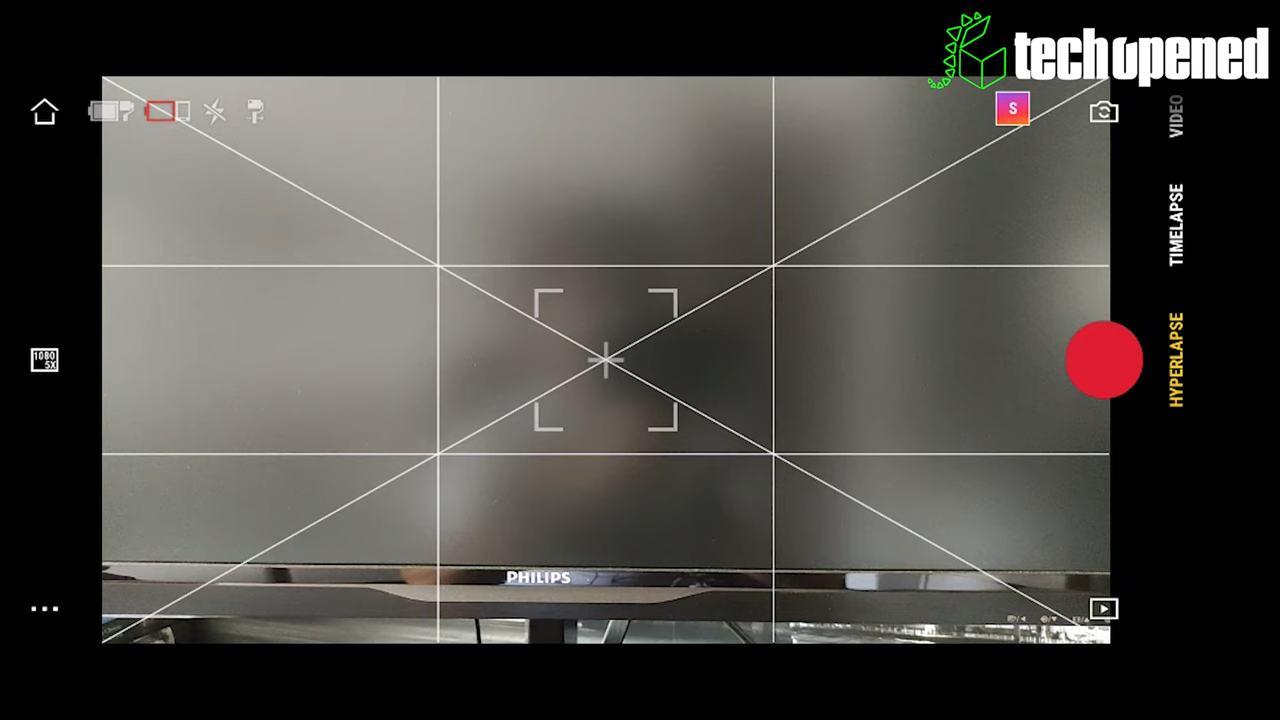 techopened
S
VIDEO
TIMELAPSE
HYPERLAPSE
1080
5X
PHILIPS